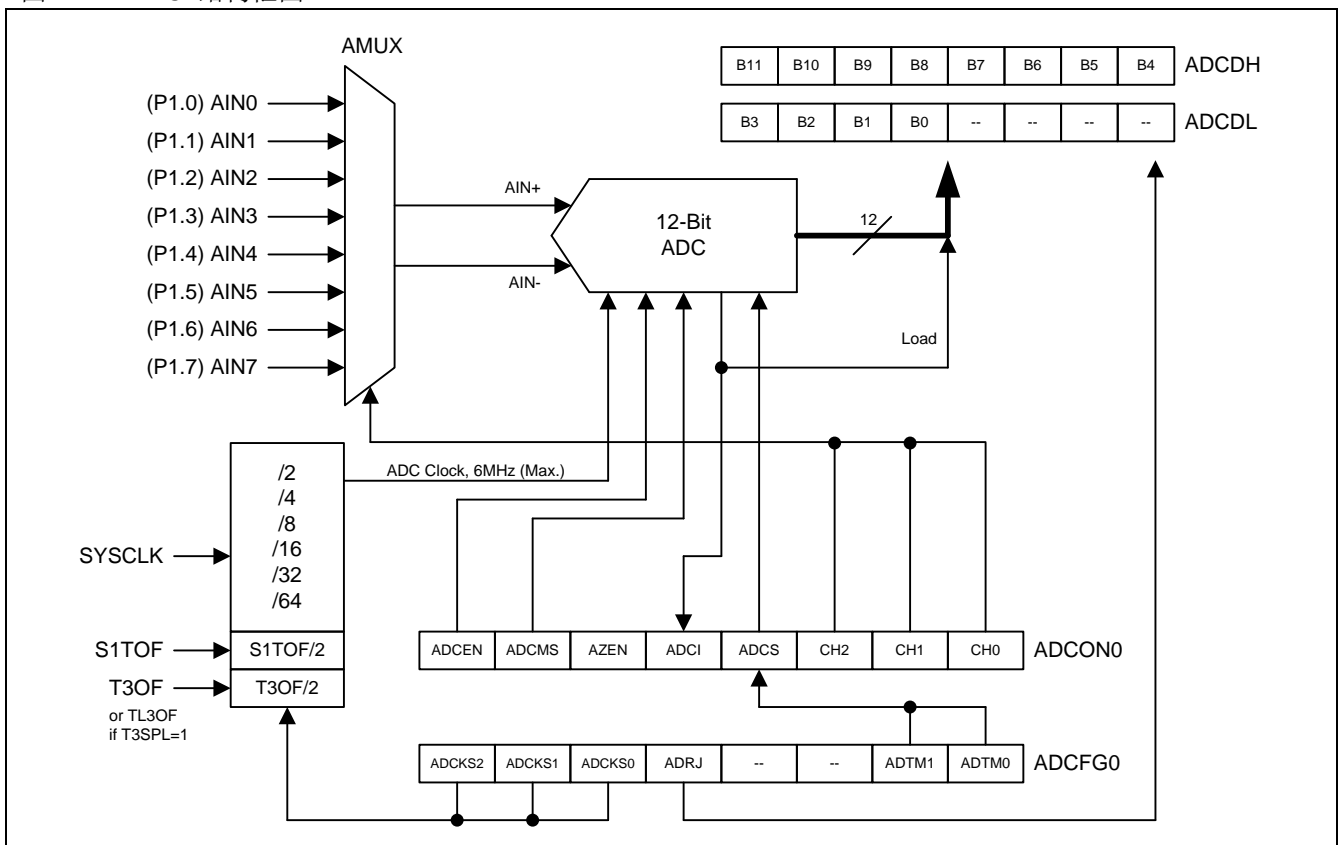 AMUX
B11 B10 B9 B8 B7 B6 B5 B4 ADCDH
B3 B2 B1 B0 -- -- -- -- ADCDL
(P1.0) AIN0
(P1.1) AIN1
(P1.2) AIN2
(P1.3) AIN3
(P1.4) AIN4
(P1.5) AIN5
(P1.6) AIN6
(P1.7) AIN7
AIN+
AIN-
12-Bit
ADC
12
Load
/2
/4
/8
/16
/32
/64
ADC Clock, 6MHz (Max.)
SYSCLK
S1TOF
S1TOF/2
T3OF
T3OF/2
or TL3OF
if T3SPL=1
ADCEN ADCMS AZEN ADCI ADCS CH2 CH1 CH0 ADCON0
ADCKS2 ADCKS1 ADCKS0 ADRJ -- -- ADTM1 ADTM0 ADCFG0